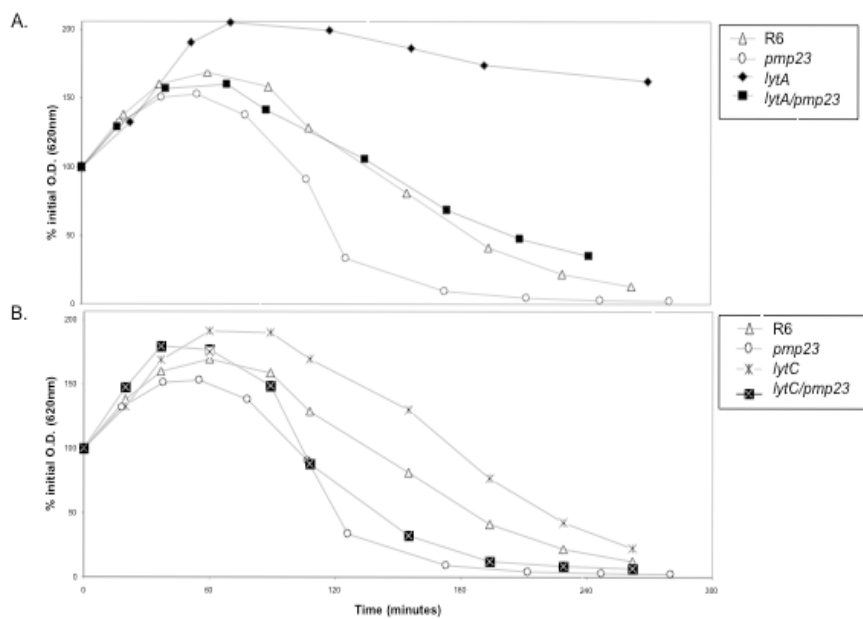 A.
200
150
100
50
0
% initial O.D. (620nm)
R6
pmp23
lytA
lytA/pmp23
B.
200
150
100
50
0
% initial O.D. (620nm)
R6
pmp23
lytC
lytC/pmp23
0 60 120 180 240 300
Time (minutes)